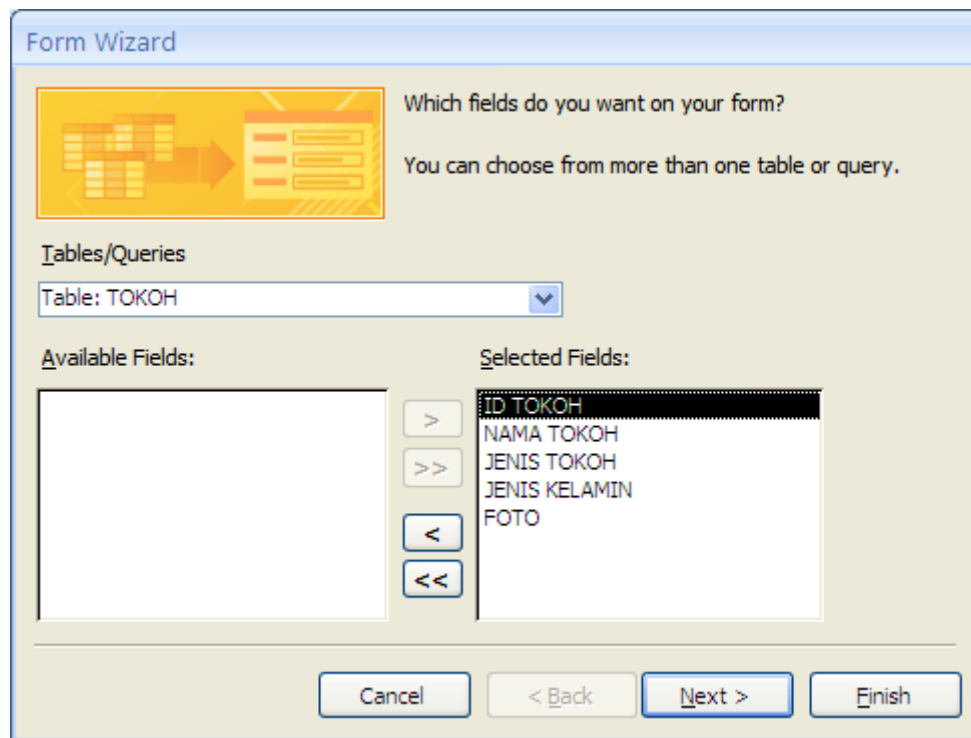 Form Wizard
Which fields do you want on your form?
You can choose from more than one table or query.
Tables/Queries
Table: TOKOH
Available Fields:
Selected Fields:
ID TOKOH
NAMA TOKOH
JENIS TOKOH
JENIS KELAMIN
FOTO
>
>>
<
<<
Cancel
< Back
Next >
Finish